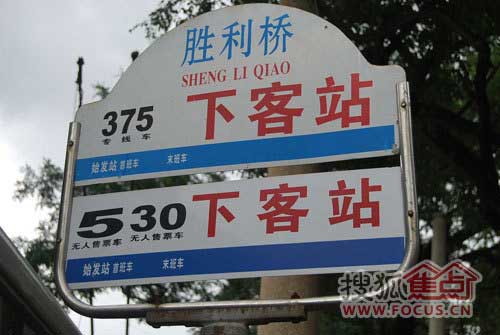 胜利桥
SHENG LI QIAO
375 下客站
专线车
始发站 首班车 末班车
5 30 下客站
无人售票车 无人售票车
始发站 首班车 末班车
搜狐焦点
WWW.FOCUS.CN